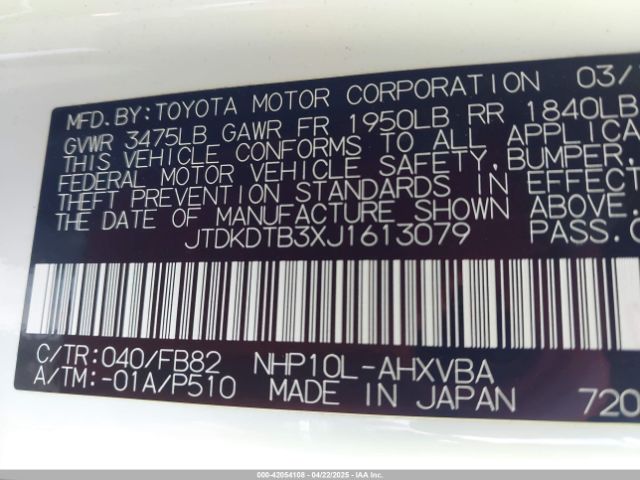 MFD.BY:TOYOTA MOTOR CORPORATION 03/
GVWR 3475LB GAWR FR 1950LB RR 1840LB
THIS VEHICLE CONFORMS TO ALL APPLICA
FEDERAL MOTOR VEHICLE SAFETY, BUMPER,
THEFT PREVENTION STANDARDS IN EFFECT
THE DATE OF MANUFACTURE SHOWN ABOVE.
JTDKDTB3XJ1613079 PASS.C
C/TR:040/FB82 NHP10L-AHXVBA
A/TM:-01A/P510 MADE IN JAPAN 720
000-42054108 - 04/22/2025 - IAAI.com